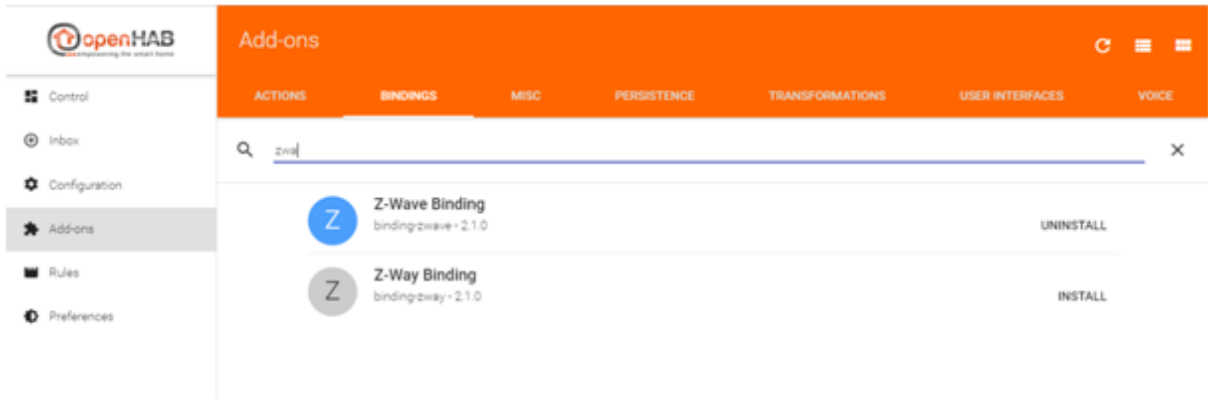 openHAB
empowering the smart home
Add-ons
ACTIONS BINDINGS MISC PERSISTENCE TRANSFORMATIONS USER INTERFACES VOICE
Control
Inbox
Configuration
Add-ons
Rules
Preferences
zwa
Z
Z-Wave Binding
binding-zwave - 2.1.0
UNINSTALL
Z
Z-Way Binding
binding-zway - 2.1.0
INSTALL